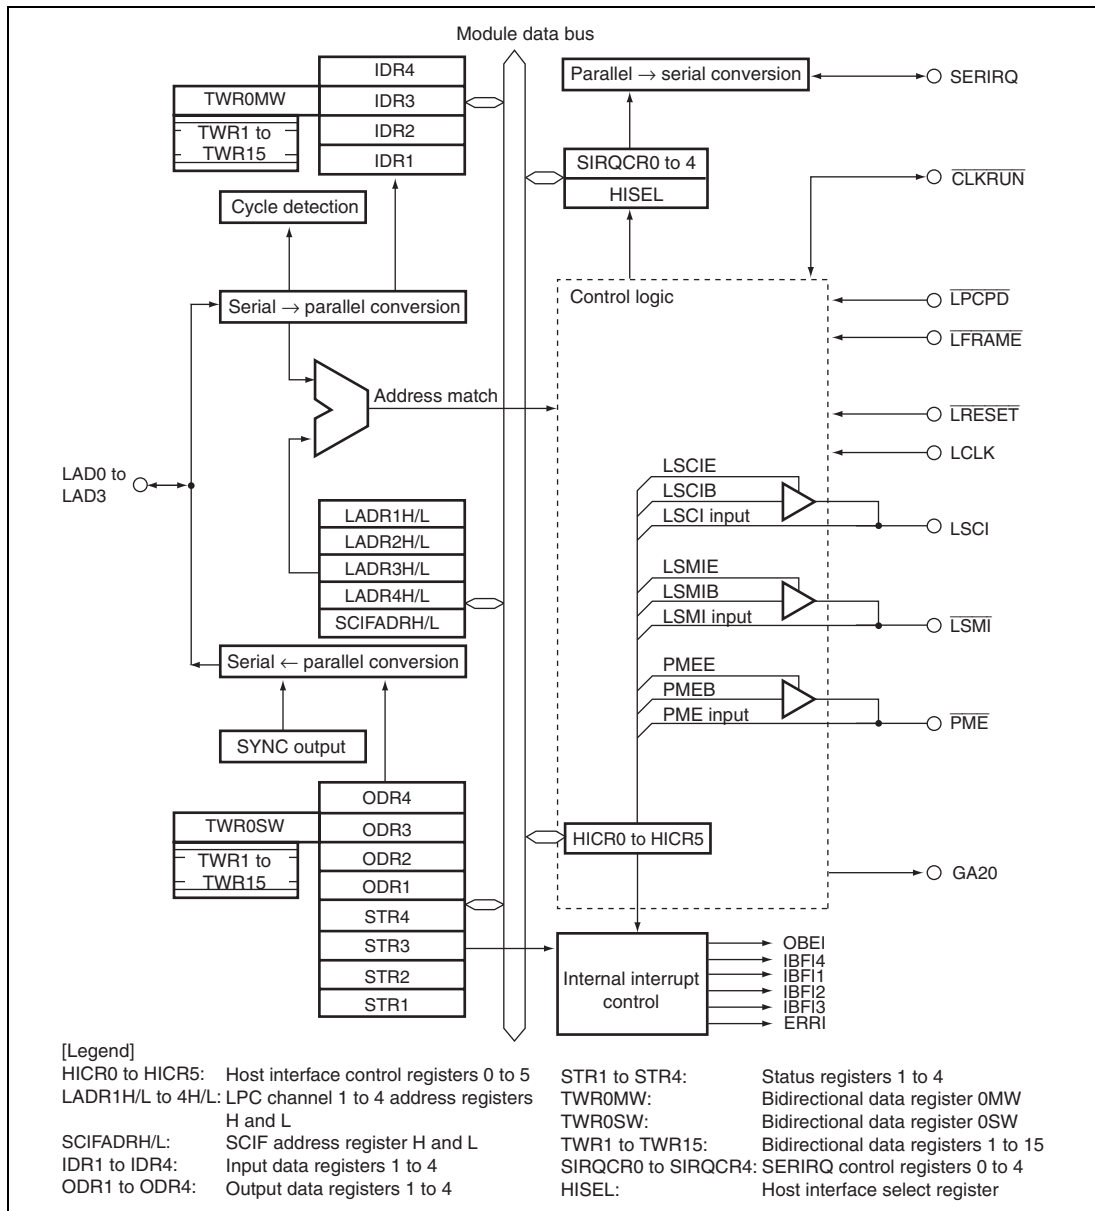 Module data bus
IDR4
TWR0MW
IDR3
TWR1 to
TWR15
IDR2
IDR1
Parallel → serial conversion
SERIRQ
SIRQCR0 to 4
HISEL
CLKRUN
Cycle detection
Serial → parallel conversion
Control logic
LPCPD
LFRAME
Address match
LRESET
LCLK
LAD0 to
LAD3
LSCIE
LSCIB
LSCI input
LSCI
LADR1H/L
LADR2H/L
LADR3H/L
LADR4H/L
SCIFADRH/L
LSMIE
LSMIB
LSMI input
LSMI
Serial ← parallel conversion
PMEE
PMEB
PME input
PME
SYNC output
ODR4
TWR0SW
ODR3
TWR1 to
TWR15
ODR2
ODR1
STR4
STR3
STR2
STR1
HICR0 to HICR5
GA20
Internal interrupt
control
OBEI
IBFI4
IBFI1
IBFI2
IBFI3
ERRI
[Legend]
HICR0 to HICR5: Host interface control registers 0 to 5
LADR1H/L to 4H/L: LPC channel 1 to 4 address registers
H and L
SCIFADRH/L: SCIF address register H and L
IDR1 to IDR4: Input data registers 1 to 4
ODR1 to ODR4: Output data registers 1 to 4
STR1 to STR4: Status registers 1 to 4
TWR0MW: Bidirectional data register 0MW
TWR0SW: Bidirectional data register 0SW
TWR1 to TWR15: Bidirectional data registers 1 to 15
SIRQCR0 to SIRQCR4: SERIRQ control registers 0 to 4
HISEL: Host interface select register